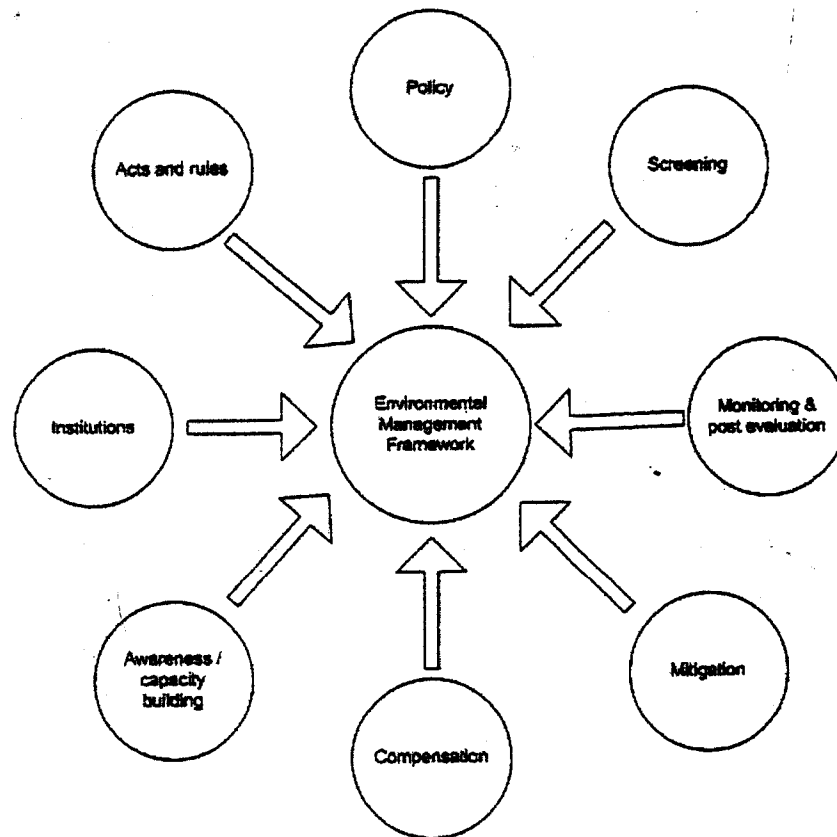 Policy
Acts and rules
Screening
Institutions
Environmental
Management
Framework
Monitoring &
post evaluation
Awareness /
capacity
building
Mitigation
Compensation